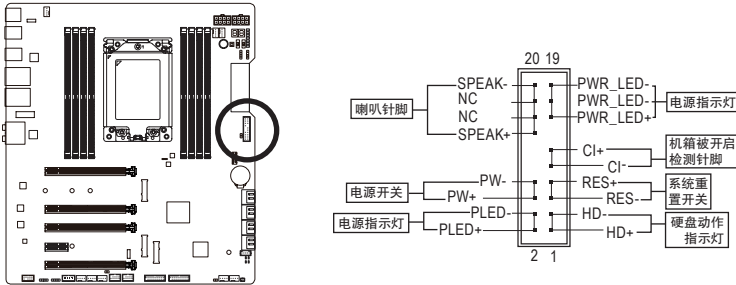 20 19
SPEAK-
NC
NC
SPEAK+
喇叭针脚
PWR_LED-
PWR_LED-
PWR_LED+
电源指示灯
CI+
CI-
机箱被开启
检测针脚
PW-
PW+
电源开关
RES+
RES-
系统重
置开关
PLED-
PLED+
电源指示灯
HD-
HD+
硬盘动作
指示灯
2 1